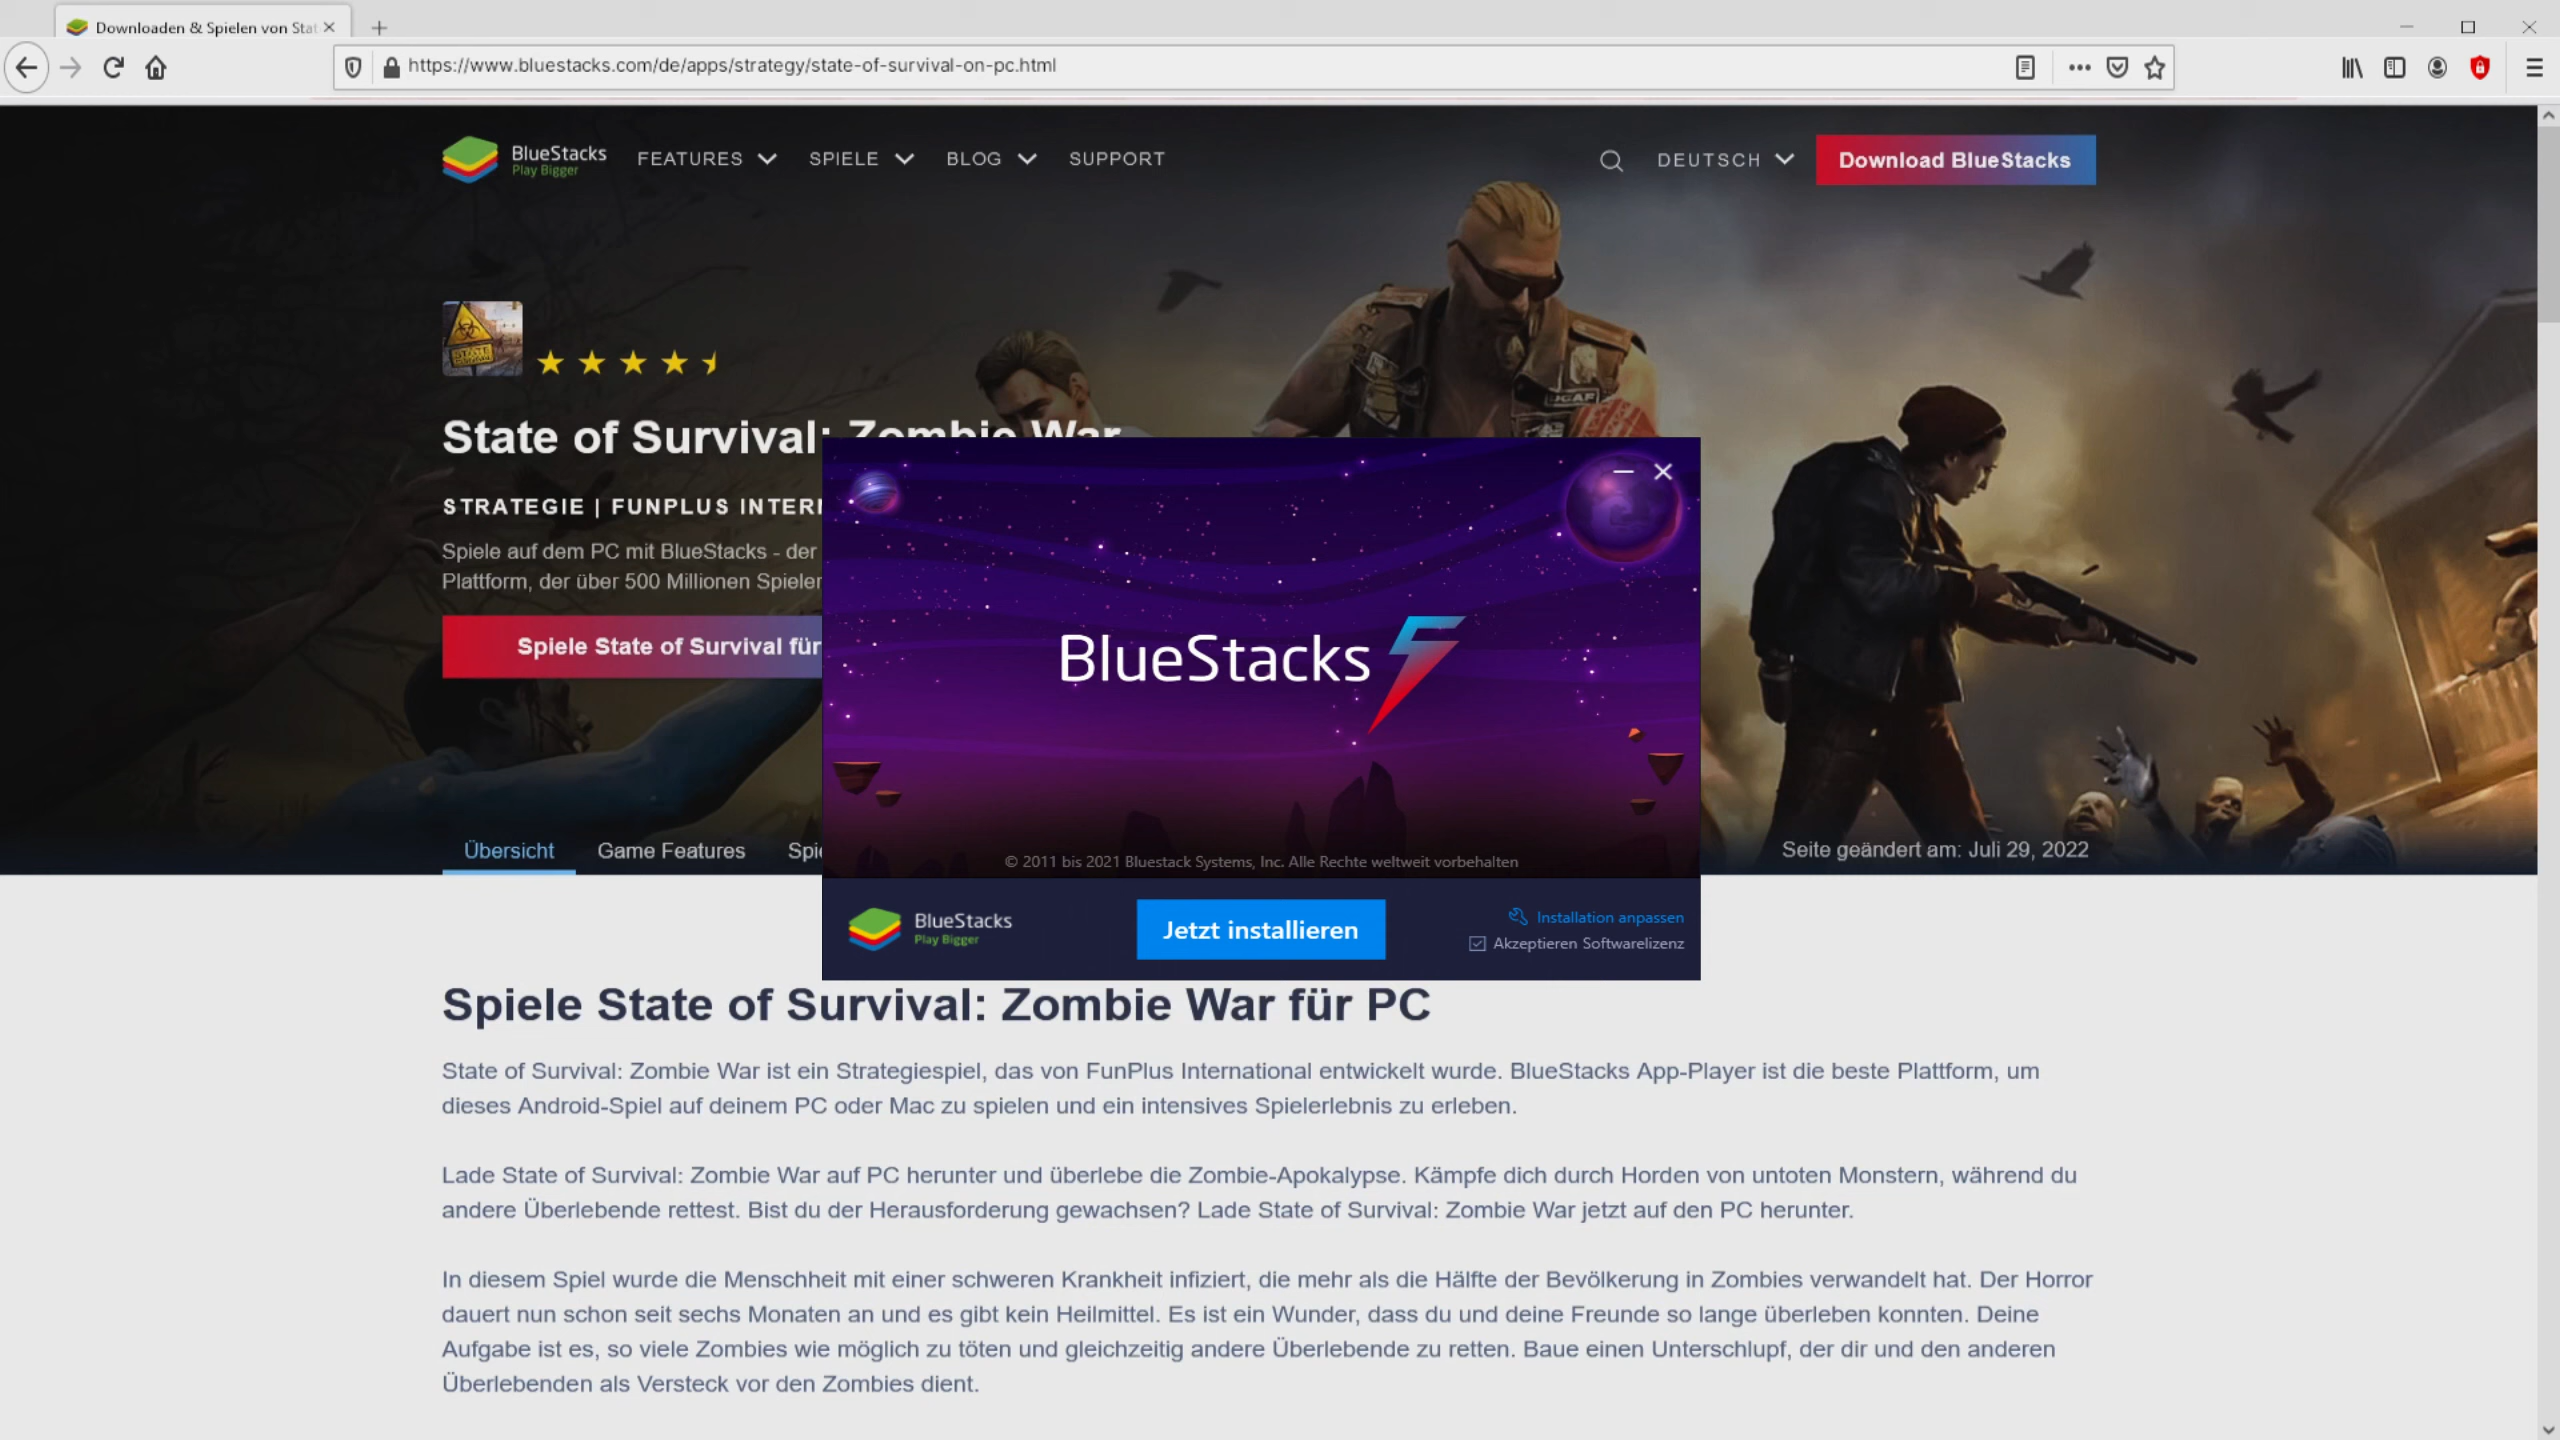 Downloaden & Spielen von Stat
https://www.bluestacks.com/de/apps/strategy/state-of-survival-on-pc.html
BlueStacks
Play Bigger
FEATURES
SPIELE
BLOG
SUPPORT
DEUTSCH
Download BlueStacks
STATE
State of Survival: Zombie War
STRATEGIE | FUNPLUS INTERN
Spiele auf dem PC mit BlueStacks - der
Plattform, der über 500 Millionen Spieler
Spiele State of Survival für
BlueStacks 5
© 2011 bis 2021 Bluestack Systems, Inc. Alle Rechte weltweit vorbehalten
BlueStacks
Play Bigger
Jetzt installieren
Installation anpassen
Akzeptieren Softwarelizenz
Übersicht
Game Features
Spie
Seite geändert am: Juli 29, 2022
Spiele State of Survival: Zombie War für PC
State of Survival: Zombie War ist ein Strategiespiel, das von FunPlus International entwickelt wurde. BlueStacks App-Player ist die beste Plattform, um
dieses Android-Spiel auf deinem PC oder Mac zu spielen und ein intensives Spielerlebnis zu erleben.
Lade State of Survival: Zombie War auf PC herunter und überlebe die Zombie-Apokalypse. Kämpfe dich durch Horden von untoten Monstern, während du
andere Überlebende rettest. Bist du der Herausforderung gewachsen? Lade State of Survival: Zombie War jetzt auf den PC herunter.
In diesem Spiel wurde die Menschheit mit einer schweren Krankheit infiziert, die mehr als die Hälfte der Bevölkerung in Zombies verwandelt hat. Der Horror
dauert nun schon seit sechs Monaten an und es gibt kein Heilmittel. Es ist ein Wunder, dass du und deine Freunde so lange überleben konnten. Deine
Aufgabe ist es, so viele Zombies wie möglich zu töten und gleichzeitig andere Überlebende zu retten. Baue einen Unterschlupf, der dir und den anderen
Überlebenden als Versteck vor den Zombies dient.